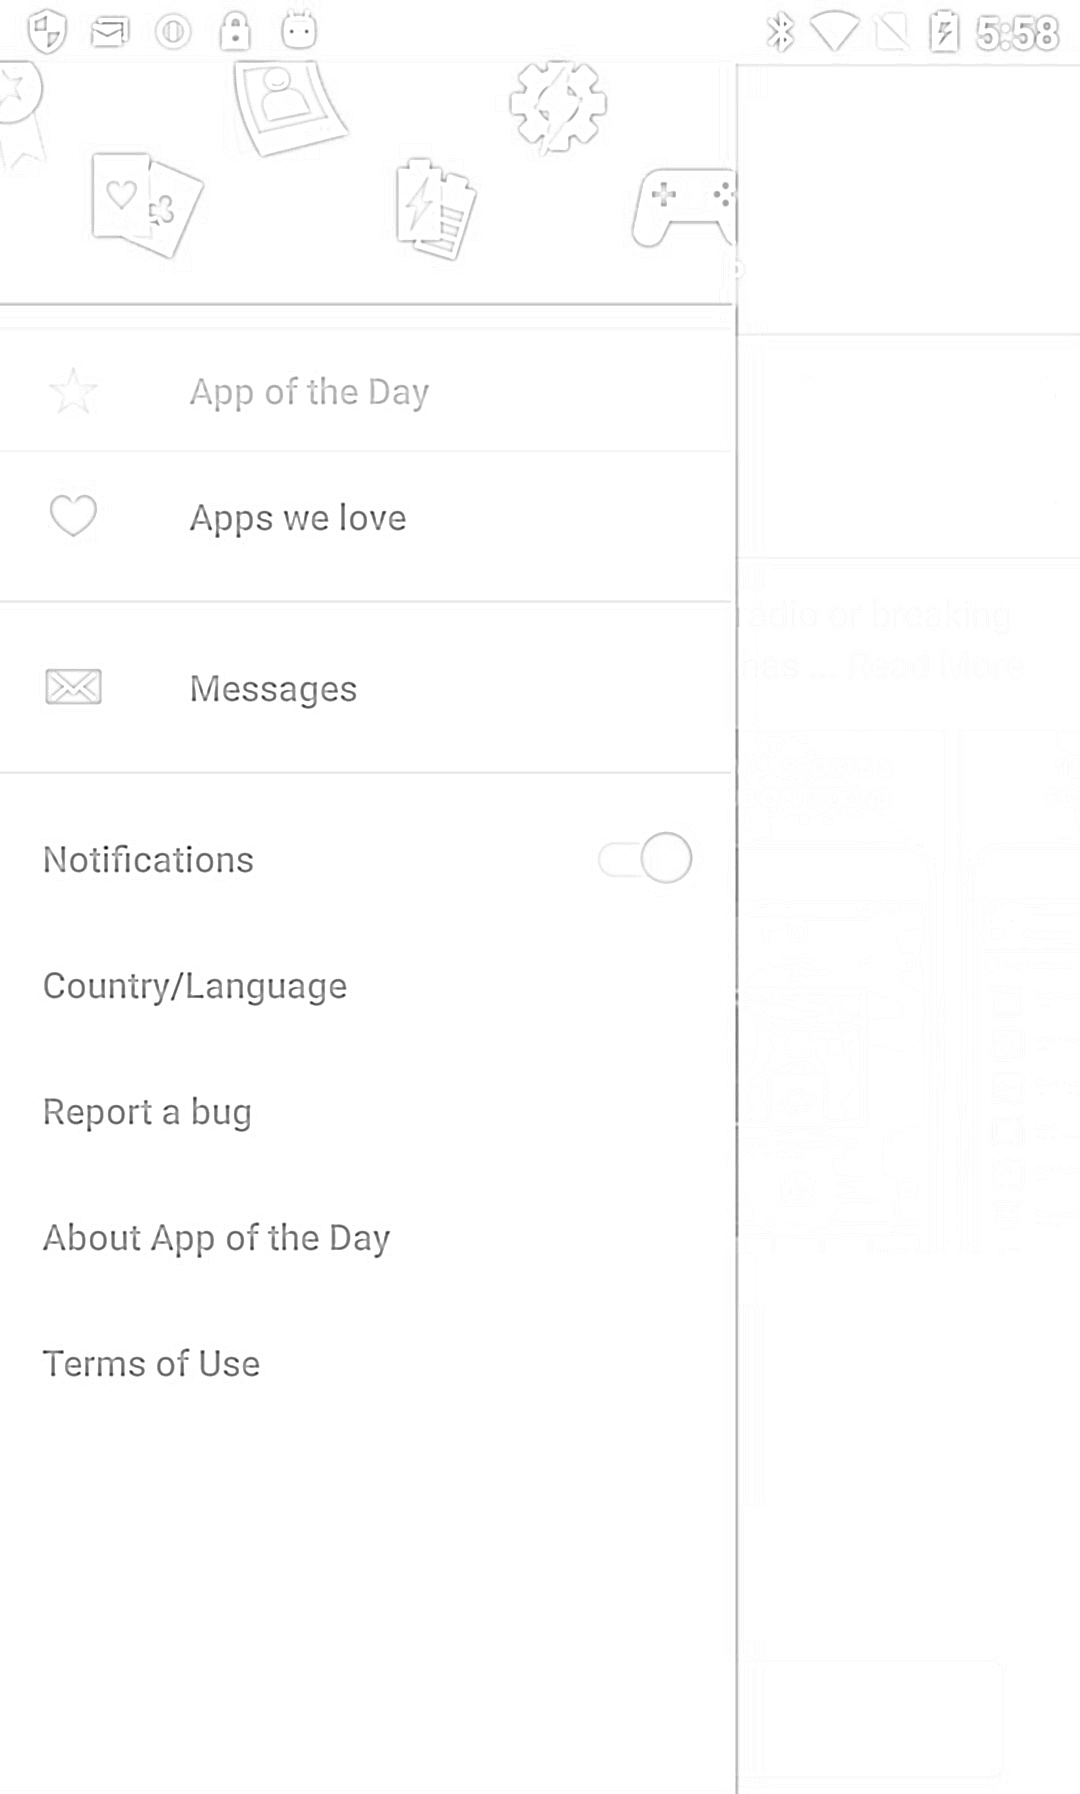 5:58
App of the Day
Apps we love
radio or breaking
... Read More
Messages
Notifications
Country/Language
Report a bug
About App of the Day
Terms of Use